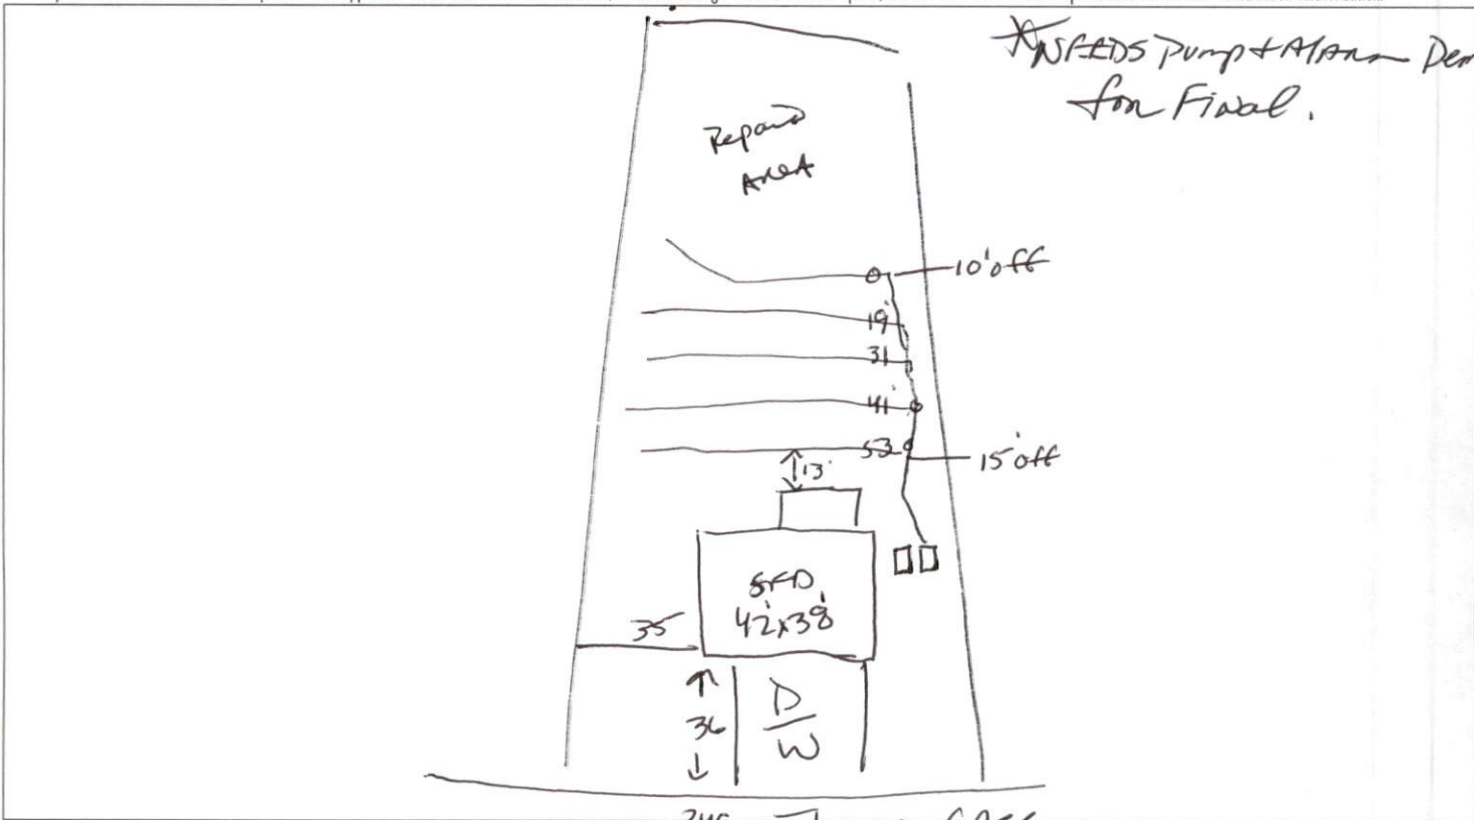 *NEEDS Pump & Alarm Dem
for Final.
Repair
Area
10' off
19'
31
41'
53
15' off
13'
SFD
42'x38'
35
36
D/W